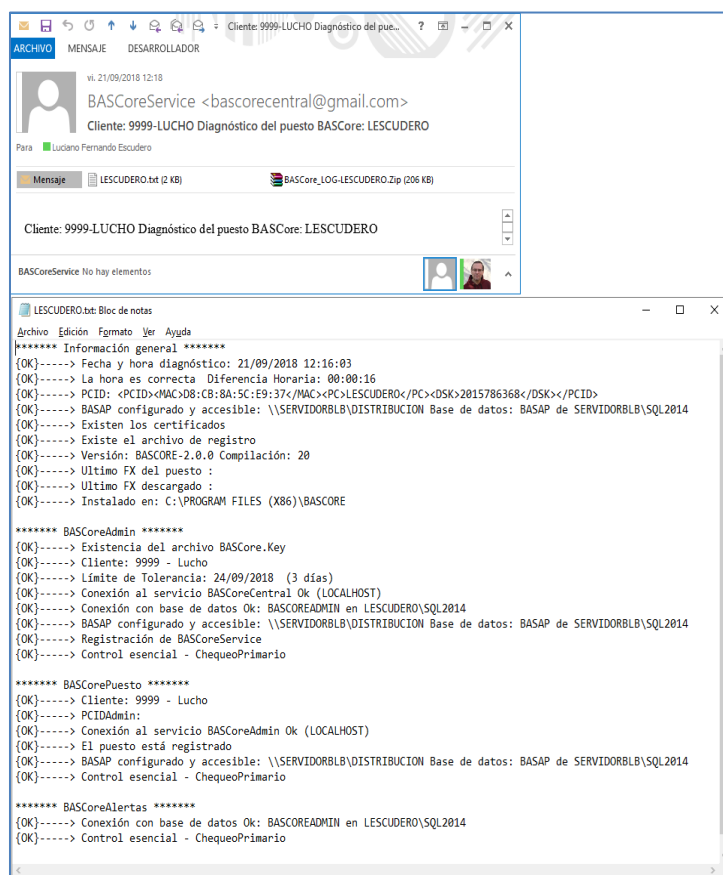 Cliente: 9999-LUCHO Diagnóstico del pue... ?
ARCHIVO MENSAJE DESARROLLADOR
vi. 21/09/2018 12:18
BASCoreService <bascorecentral@gmail.com>
Cliente: 9999-LUCHO Diagnóstico del puesto BASCore: LESCUDERO
Para Luciano Fernando Escudero
Mensaje LESCUDERO.txt (2 KB) BASCore_LOG-LESCUDERO.Zip (206 KB)
Cliente: 9999-LUCHO Diagnóstico del puesto BASCore: LESCUDERO
BASCoreService No hay elementos
LESCUDERO.txt: Bloc de notas
Archivo Edición Formato Ver Ayuda
******* Información general *******
{OK}-----> Fecha y hora diagnóstico: 21/09/2018 12:16:03
{OK}-----> La hora es correcta Diferencia Horaria: 00:00:16
{OK}-----> PCID: <PCID><MAC>D8:CB:8A:5C:E9:37</MAC><PC>LESCUDERO</PC><DSK>2015786368</DSK></PCID>
{OK}-----> BASAP configurado y accesible: \\SERVIDORBLB\DISTRIBUCION Base de datos: BASAP de SERVIDORBLB\SQL2014
{OK}-----> Existen los certificados
{OK}-----> Existe el archivo de registro
{OK}-----> Versión: BASCORE-2.0.0 Compilación: 20
{OK}-----> Ultimo FX del puesto :
{OK}-----> Ultimo FX descargado :
{OK}-----> Instalado en: C:\PROGRAM FILES (X86)\BASCORE
******* BASCoreAdmin *******
{OK}-----> Existencia del archivo BASCore.Key
{OK}-----> Cliente: 9999 - Lucho
{OK}-----> Límite de Tolerancia: 24/09/2018 (3 días)
{OK}-----> Conexión al servicio BASCoreCentral Ok (LOCALHOST)
{OK}-----> Conexión con base de datos Ok: BASCOREADMIN en LESCUDERO\SQL2014
{OK}-----> BASAP configurado y accesible: \\SERVIDORBLB\DISTRIBUCION Base de datos: BASAP de SERVIDORBLB\SQL2014
{OK}-----> Registración de BASCoreService
{OK}-----> Control esencial - ChequeoPrimario
******* BASCorePuesto *******
{OK}-----> Cliente: 9999 - Lucho
{OK}-----> PCIDAdmin:
{OK}-----> Conexión al servicio BASCoreAdmin Ok (LOCALHOST)
{OK}-----> El puesto está registrado
{OK}-----> BASAP configurado y accesible: \\SERVIDORBLB\DISTRIBUCION Base de datos: BASAP de SERVIDORBLB\SQL2014
{OK}-----> Control esencial - ChequeoPrimario
******* BASCoreAlertas *******
{OK}-----> Conexión con base de datos Ok: BASCOREADMIN en LESCUDERO\SQL2014
{OK}-----> Control esencial - ChequeoPrimario